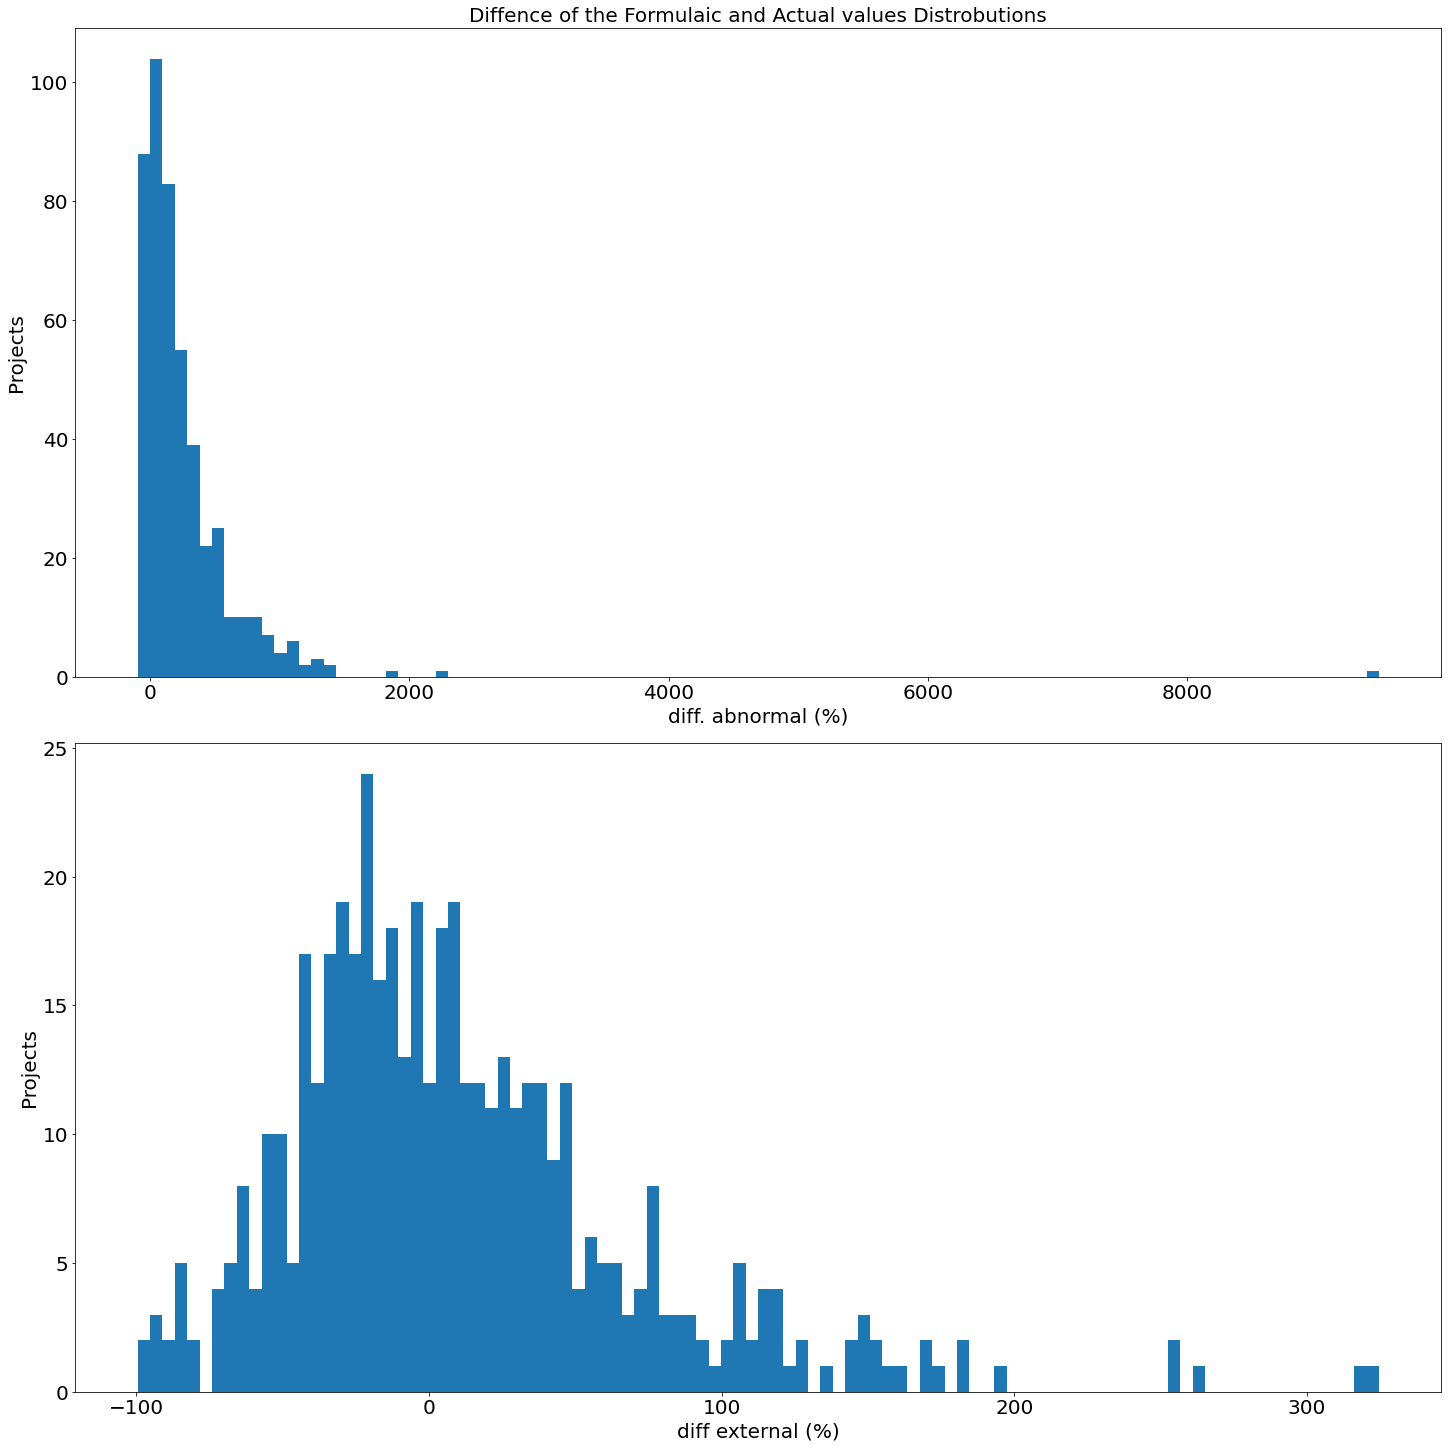 Diffence of the Formulaic and Actual values Distrobutions
100
80
60
40
20
0
Projects
0 2000 4000 6000 8000
diff. abnormal (%)
25
20
15
10
5
0
Projects
−100 0 100 200 300
diff external (%)